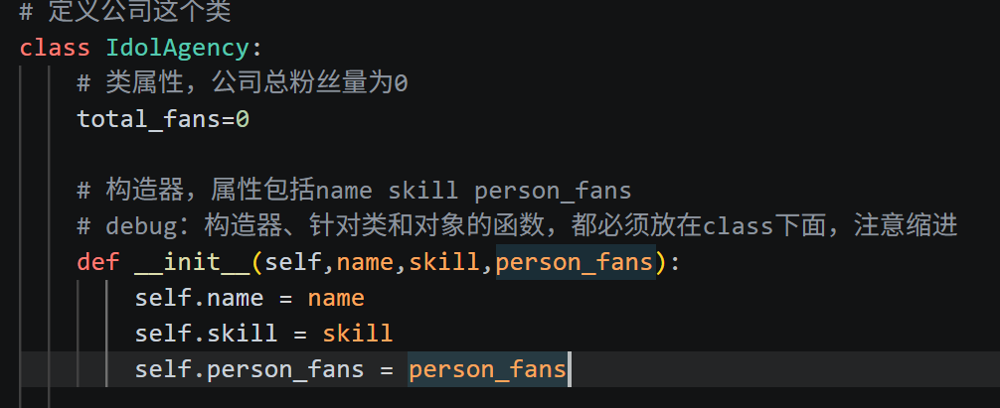 # 定义公司这个类
class IdolAgency:
# 类属性，公司总粉丝量为0
total_fans=0
# 构造器，属性包括name skill person_fans
# debug：构造器、针对类和对象的函数，都必须放在class下面，注意缩进
def __init__(self,name,skill,person_fans):
self.name = name
self.skill = skill
self.person_fans = person_fans